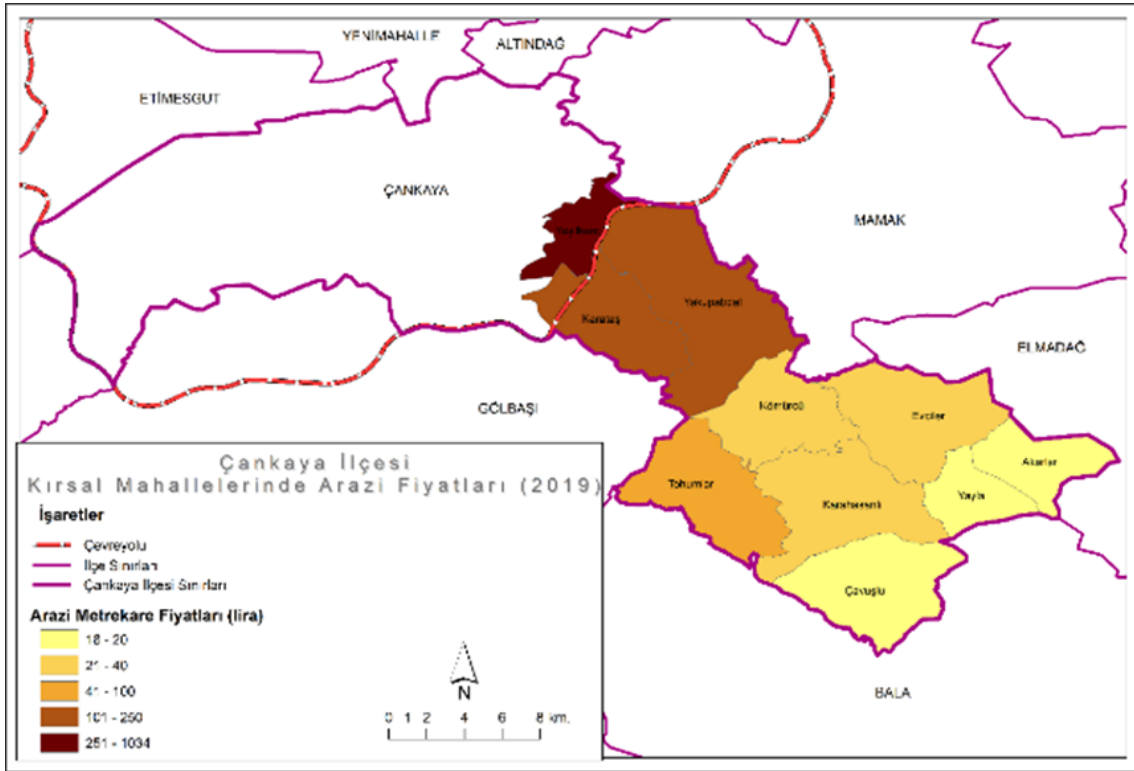 YENİMAHALLE
ALTINDAĞ
ETİMESGUT
ÇANKAYA
MAMAK
Yakupabdal
Karataş
ELMADAĞ
GÖLBAŞI
Kömürcü
Evciler
Akarlar
Tohumlar
Yayla
Karahasanlı
Çavuşlu
BALA
Çankaya İlçesi
Kırsal Mahallelerinde Arazi Fiyatları (2019)
İşaretler
Çevreyolu
İlçe Sınırları
Çankaya İlçesi Sınırları
Arazi Metrekare Fiyatları (lira)
18 - 20
21 - 40
41 - 100
101 - 250
251 - 1034
N
0 1 2 4 6 8 km.